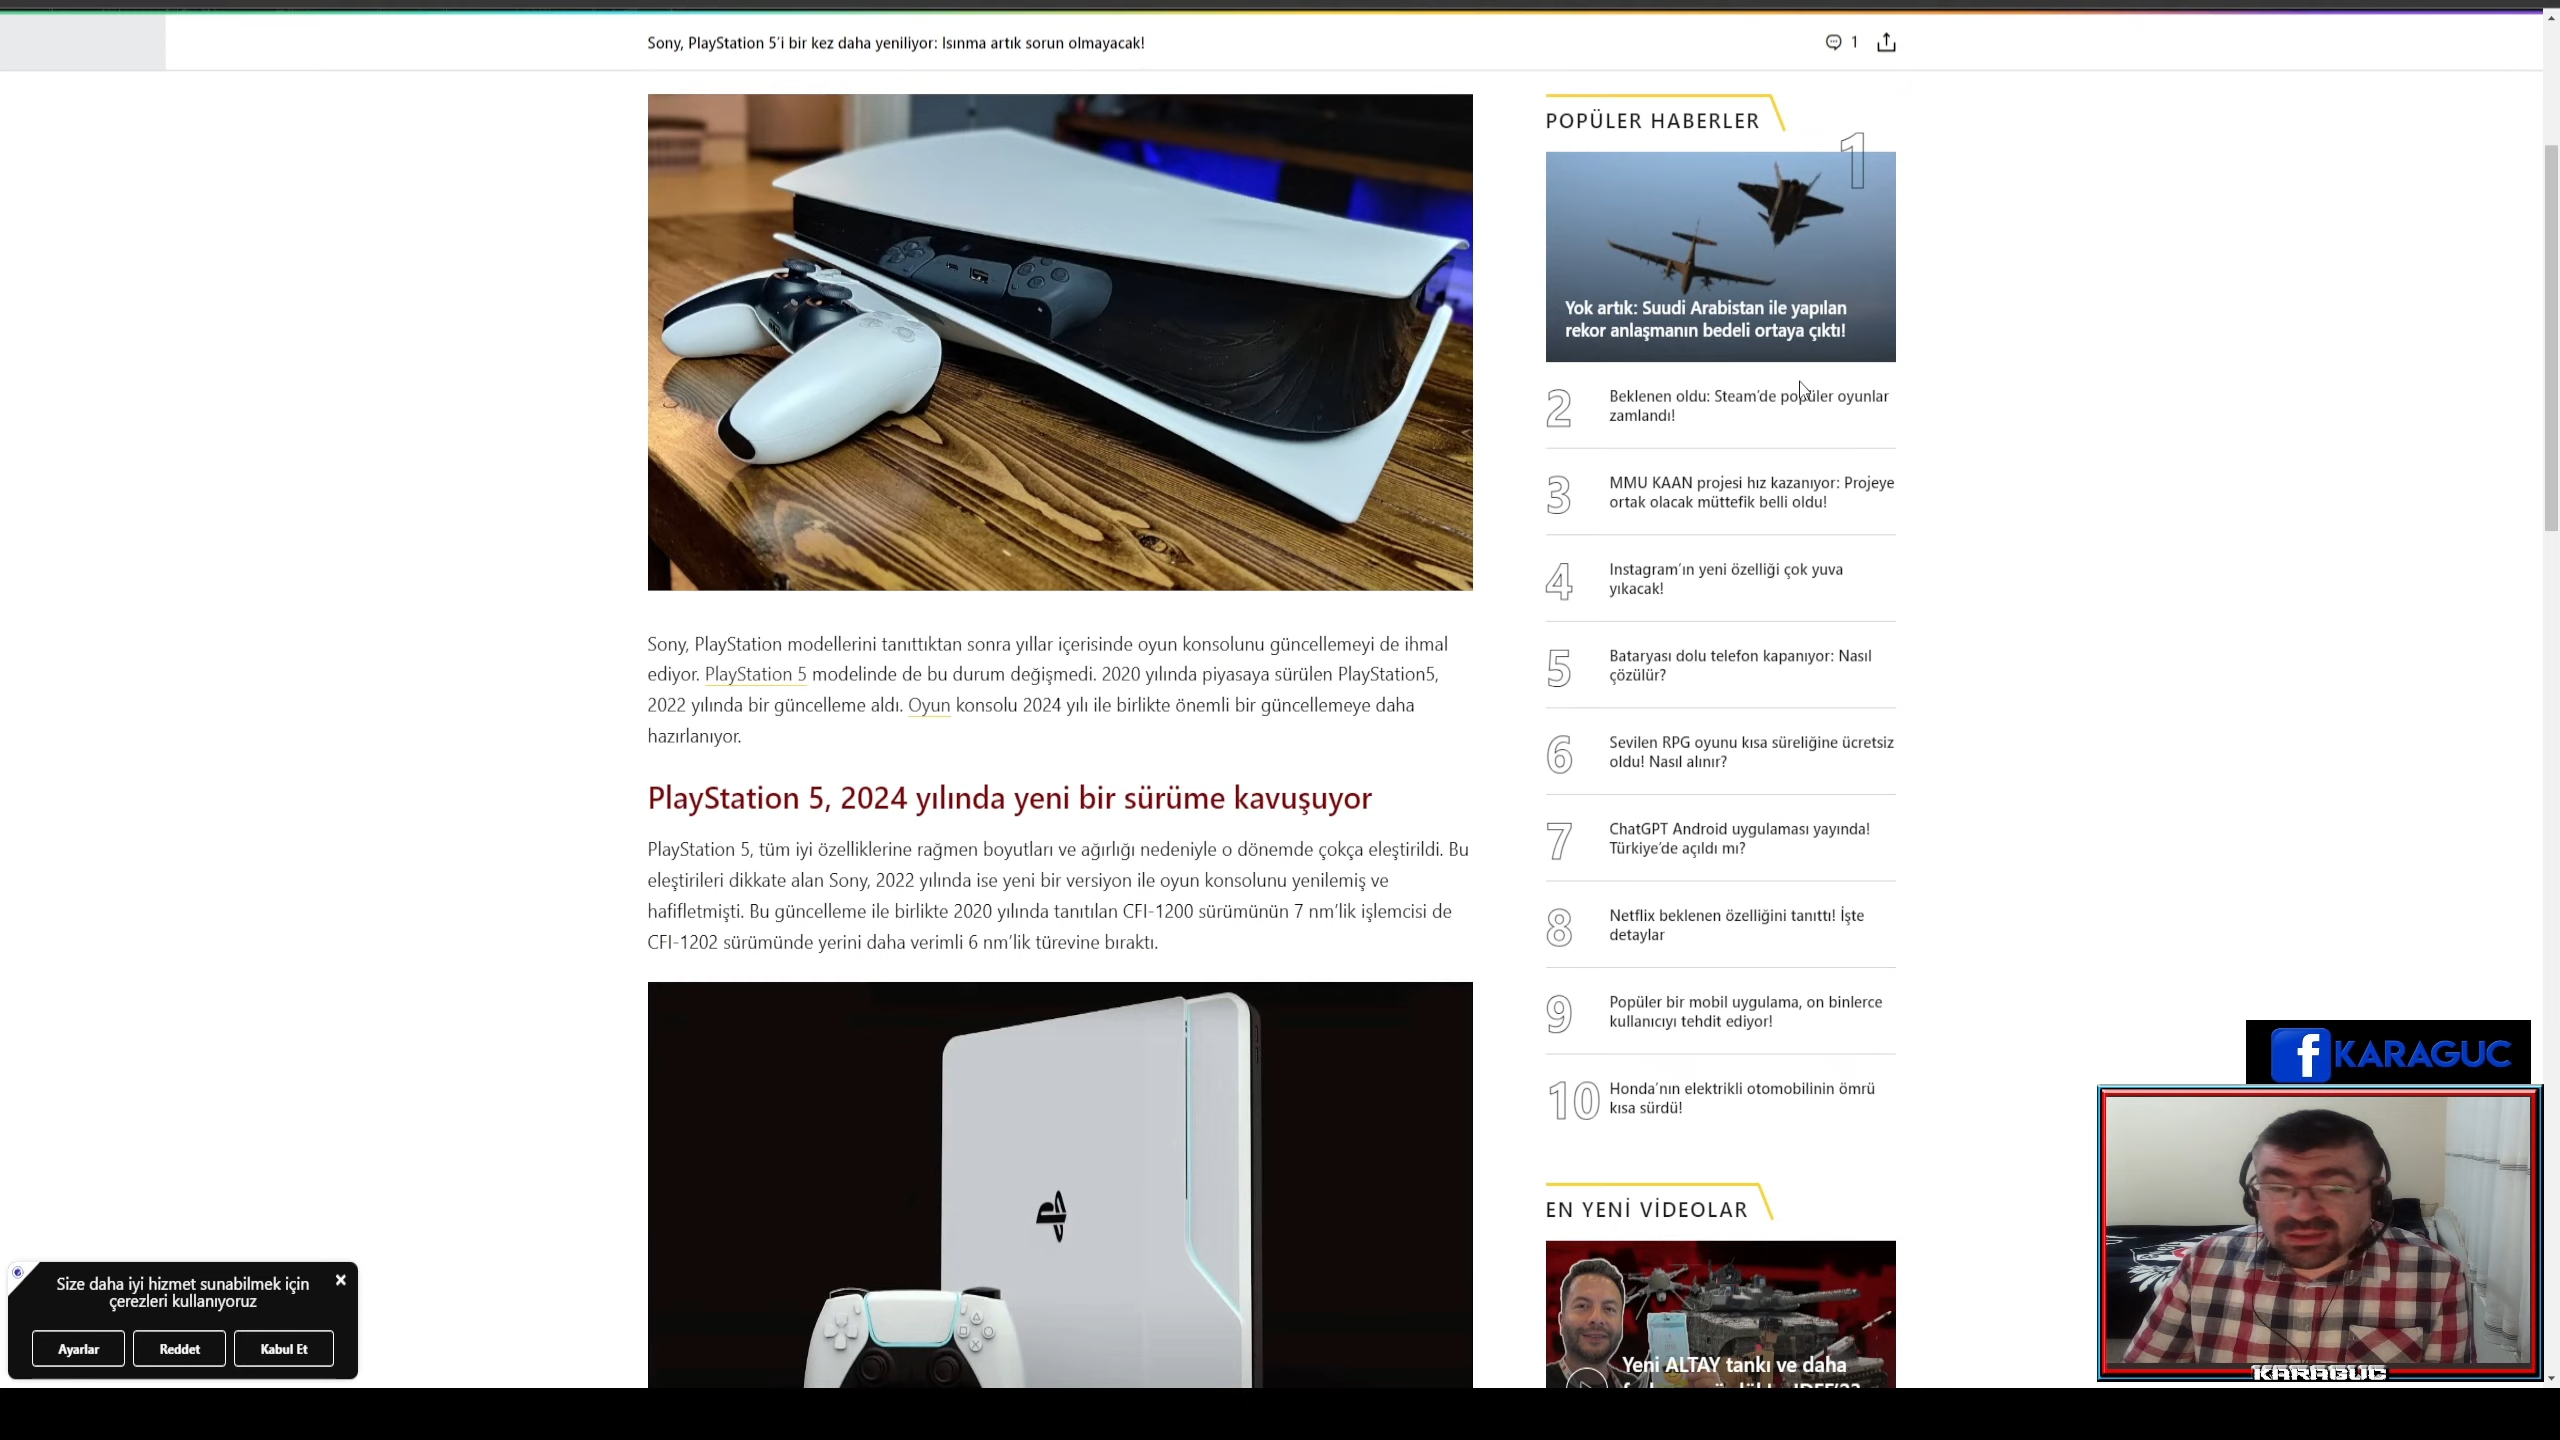 Sony, PlayStation 5'i bir kez daha yeniliyor: Isınma artık sorun olmayacak!
1
Sony, PlayStation modellerini tanıttıktan sonra yıllar içerisinde oyun konsolunu güncellemeyi de ihmal
ediyor. PlayStation 5 modelinde de bu durum değişmedi. 2020 yılında piyasaya sürülen PlayStation5,
2022 yılında bir güncelleme aldı. Oyun konsolu 2024 yılı ile birlikte önemli bir güncellemeye daha
hazırlanıyor.
PlayStation 5, 2024 yılında yeni bir sürüme kavuşuyor
PlayStation 5, tüm iyi özelliklerine rağmen boyutları ve ağırlığı nedeniyle o dönemde çokça eleştirildi. Bu
eleştirileri dikkate alan Sony, 2022 yılında ise yeni bir versiyon ile oyun konsolunu yenilemiş ve
hafifletmişti. Bu güncelleme ile birlikte 2020 yılında tanıtılan CFI-1200 sürümünün 7 nm'lik işlemcisi de
CFI-1202 sürümünde yerini daha verimli 6 nm'lik türevine bıraktı.
POPÜLER HABERLER
1
Yok artık: Suudi Arabistan ile yapılan
rekor anlaşmanın bedeli ortaya çıktı!
2
Beklenen oldu: Steam'de popüler oyunlar
zamlandı!
3
MMU KAAN projesi hız kazanıyor: Projeye
ortak olacak müttefik belli oldu!
4
Instagram'ın yeni özelliği çok yuva
yıkacak!
5
Bataryası dolu telefon kapanıyor: Nasıl
çözülür?
6
Sevilen RPG oyunu kısa süreliğine ücretsiz
oldu! Nasıl alınır?
7
ChatGPT Android uygulaması yayında!
Türkiye'de açıldı mı?
8
Netflix beklenen özelliğini tanıttı! İşte
detaylar
9
Popüler bir mobil uygulama, on binlerce
kullanıcıyı tehdit ediyor!
10
Honda'nın elektrikli otomobilinin ömrü
kısa sürdü!
EN YENİ VİDEOLAR
Yeni ALTAY tankı ve daha
Size daha iyi hizmet sunabilmek için
çerezleri kullanıyoruz
×
Ayarlar
Reddet
Kabul Et
f KARAGUC
KARAGUC